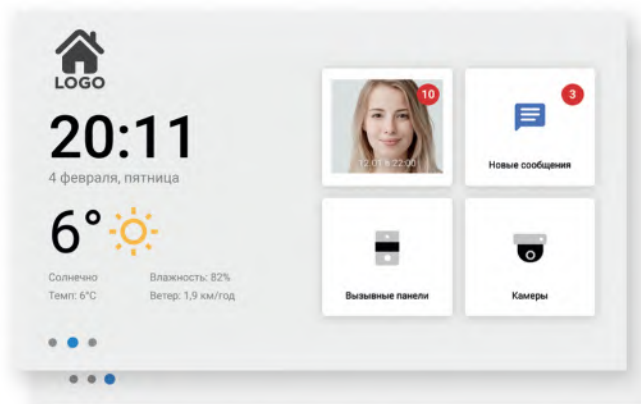 LOGO
20:11
4 февраля, пятница
6°
Солнечно Влажность: 82%
Темп: 6°C Ветер: 1,9 км/год
10
12.01 в 22:00
3
Новые сообщения
Вызывные панели
Камеры